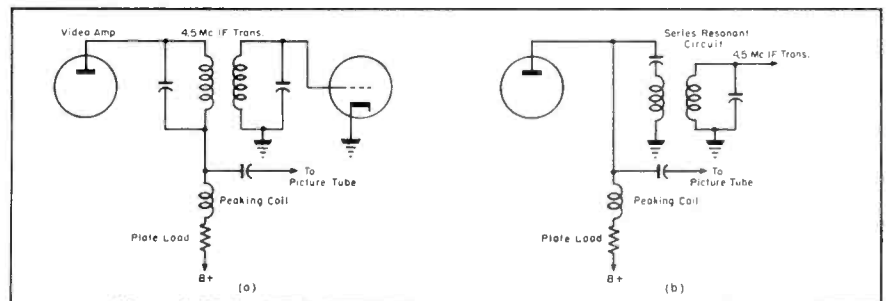 Video Amp
4.5 Mc IF Trans.
To
Picture Tube
Peaking Coil
Plate Load
B+
(a)
Series Resonant
Circuit
4.5 Mc IF Trans.
To
Picture Tube
Peaking Coil
Plate Load
B+
(b)